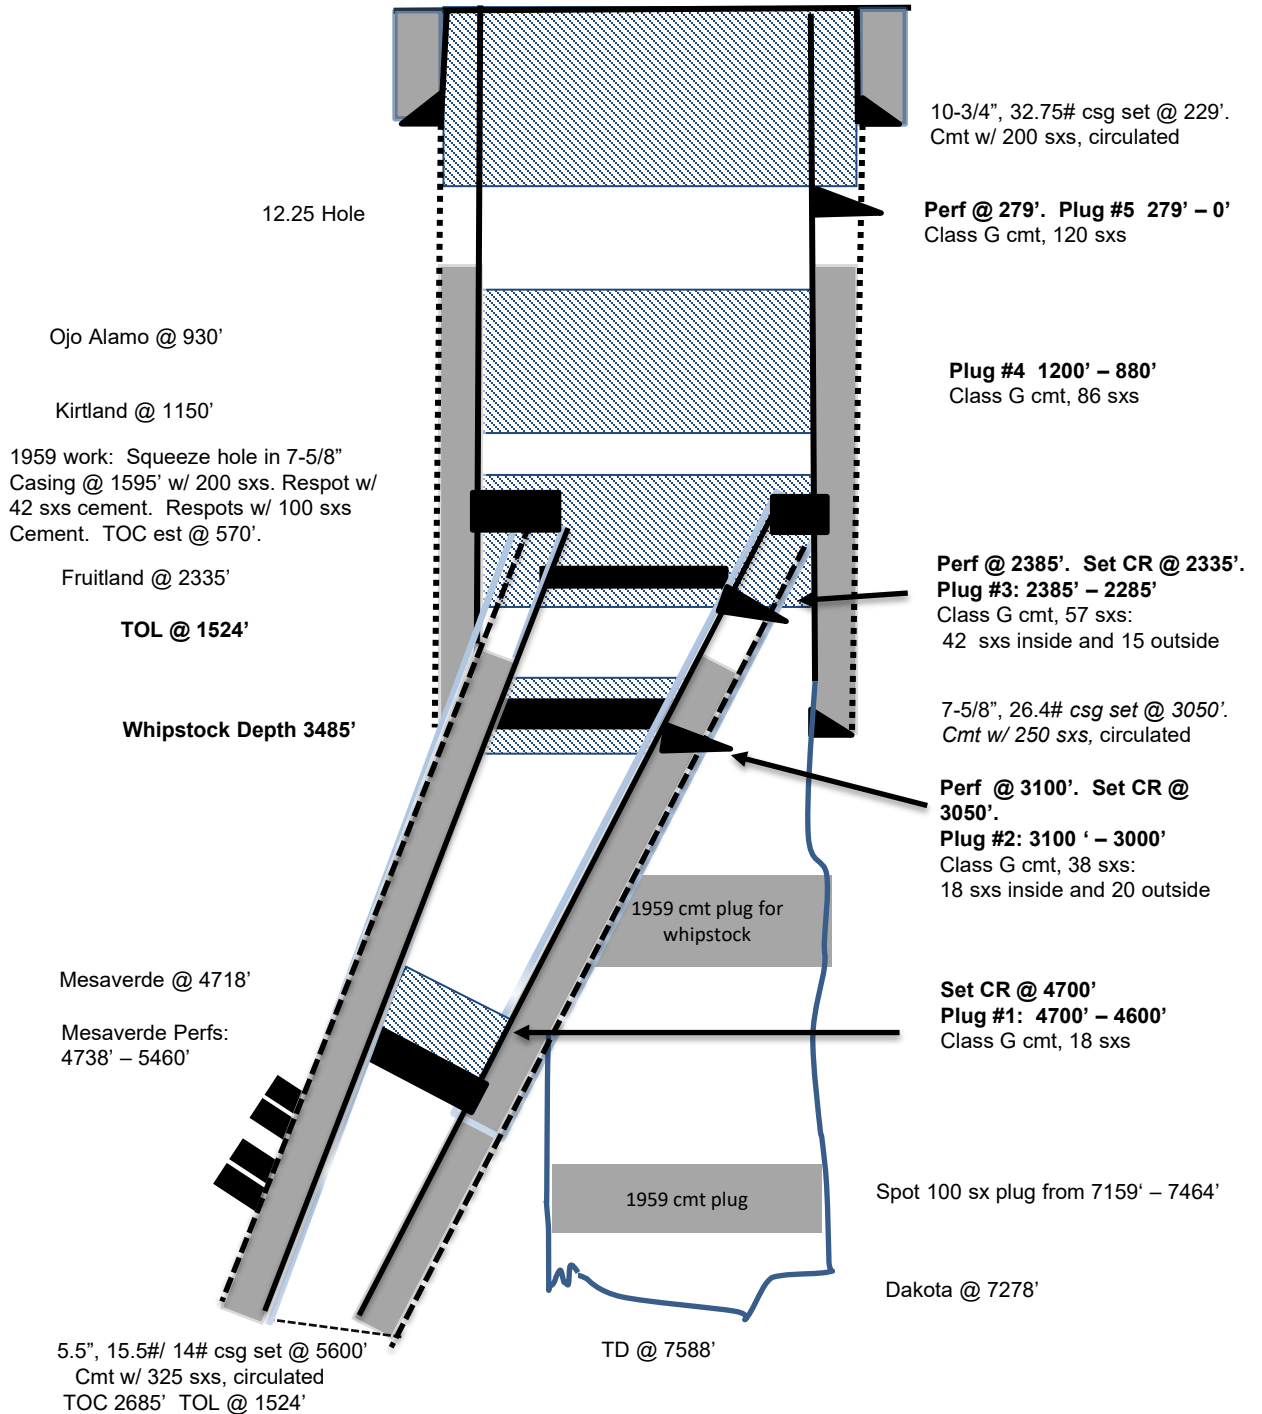 10-3/4”, 32.75# csg set @ 229’.
Cmt w/ 200 sxs, circulated
12.25 Hole
Perf @ 279’. Plug #5 279’ – 0’
Class G cmt, 120 sxs
Ojo Alamo @ 930’
Plug #4 1200’ – 880’
Class G cmt, 86 sxs
Kirtland @ 1150’
1959 work: Squeeze hole in 7-5/8”
Casing @ 1595’ w/ 200 sxs. Respot w/
42 sxs cement. Respots w/ 100 sxs
Cement. TOC est @ 570’.
Fruitland @ 2335’
Perf @ 2385’. Set CR @ 2335’.
Plug #3: 2385’ – 2285’
Class G cmt, 57 sxs:
42 sxs inside and 15 outside
TOL @ 1524’
7-5/8”, 26.4# csg set @ 3050’.
Cmt w/ 250 sxs, circulated
Whipstock Depth 3485’
Perf @ 3100’. Set CR @
3050’.
Plug #2: 3100 ‘ – 3000’
Class G cmt, 38 sxs:
18 sxs inside and 20 outside
1959 cmt plug for
whipstock
Mesaverde @ 4718’
Mesaverde Perfs:
4738’ – 5460’
Set CR @ 4700’
Plug #1: 4700’ – 4600’
Class G cmt, 18 sxs
1959 cmt plug
Spot 100 sx plug from 7159‘ – 7464’
Dakota @ 7278’
5.5”, 15.5#/ 14# csg set @ 5600’
Cmt w/ 325 sxs, circulated
TOC 2685’ TOL @ 1524’
TD @ 7588’